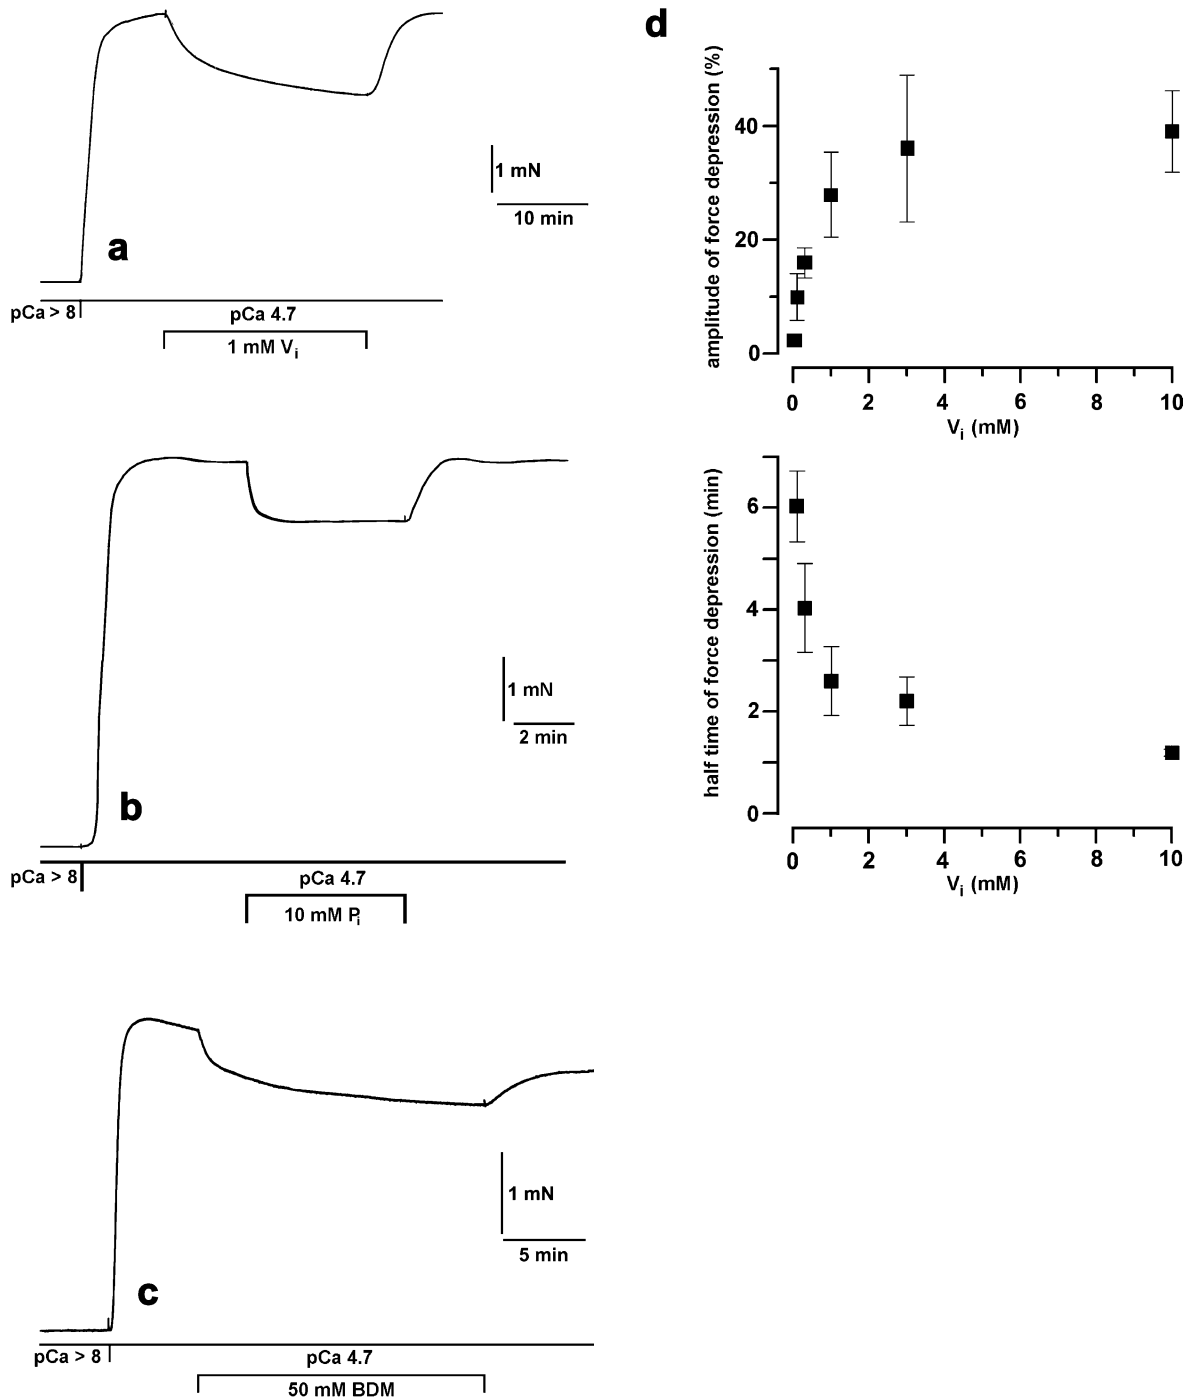 a
1 mN
10 min
pCa > 8
pCa 4.7
1 mM Vi
b
1 mN
2 min
pCa > 8
pCa 4.7
10 mM Pi
c
1 mN
5 min
pCa > 8
pCa 4.7
50 mM BDM
d
amplitude of force depression (%)
40
20
0
0 2 4 6 8 10
Vi (mM)
half time of force depression (min)
6
4
2
0
0 2 4 6 8 10
Vi (mM)